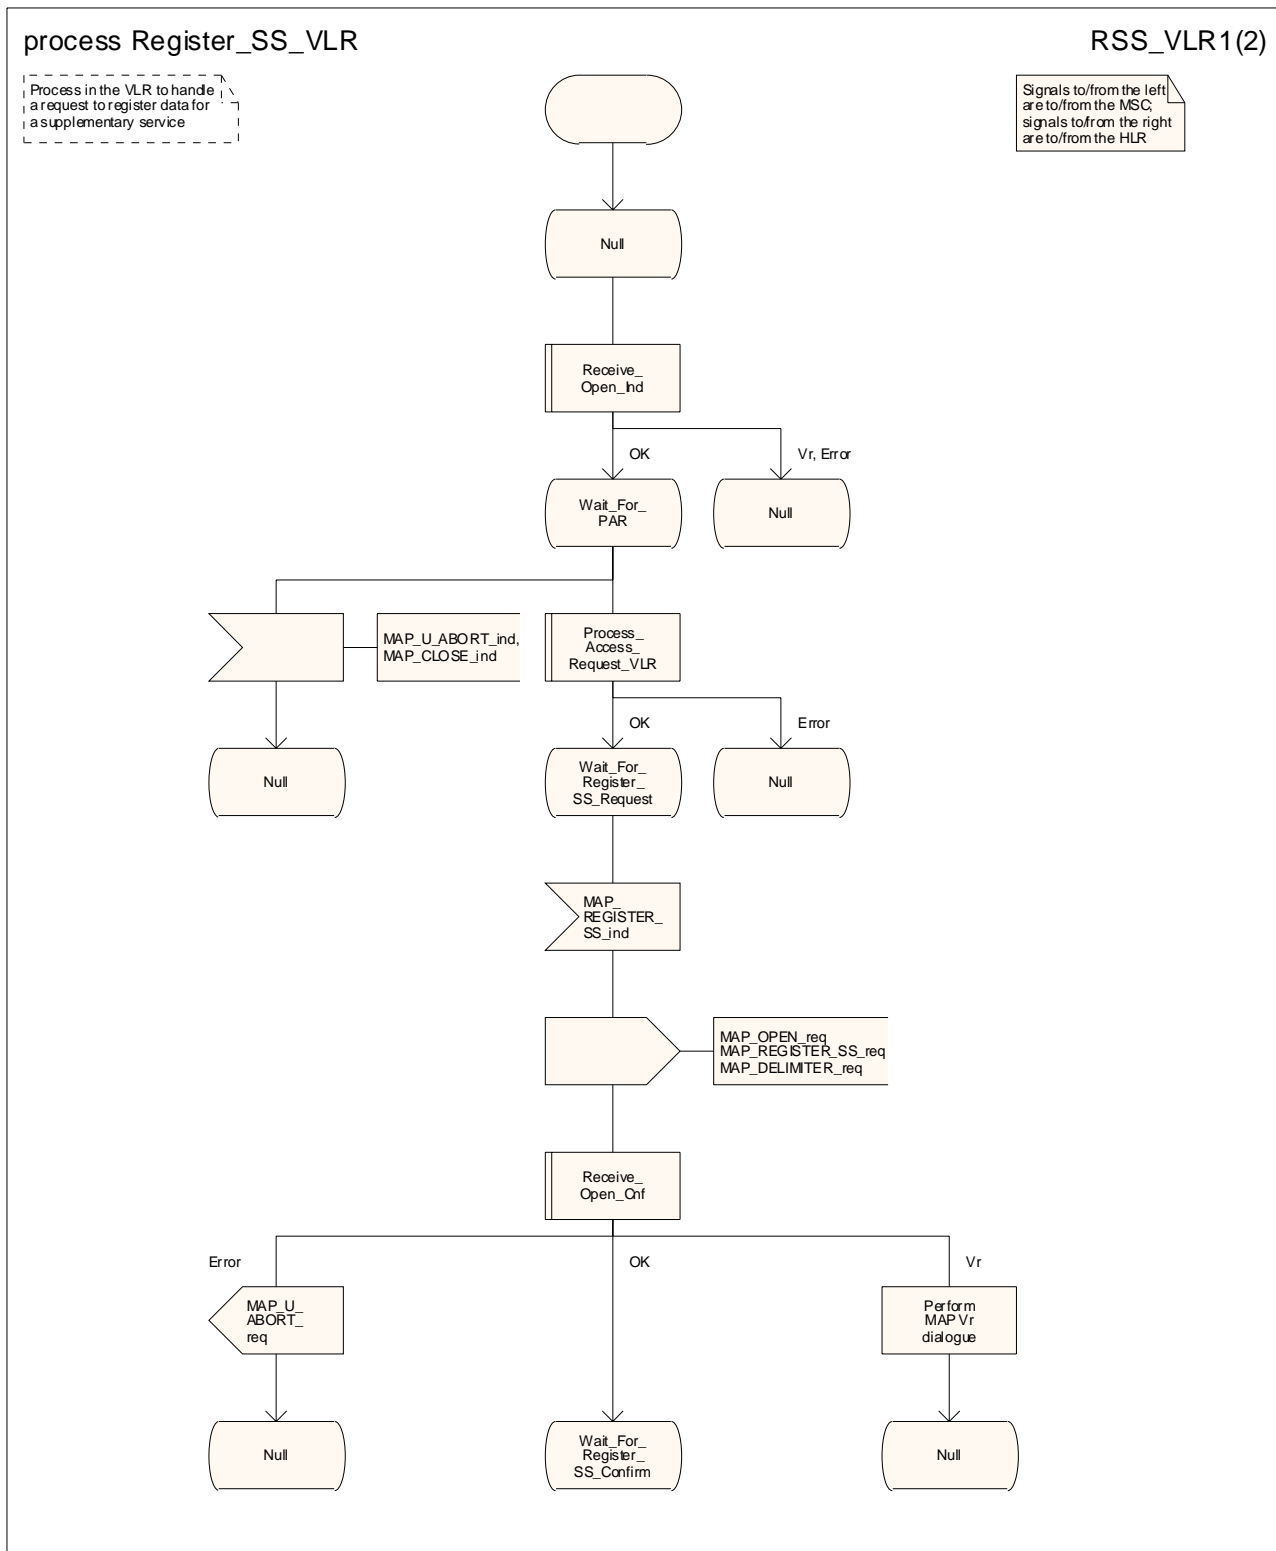 process Register_SS_VLR
RSS_VLR1(2)
Process in the VLR to handle
a request to register data for
a supplementary service
Signals to/from the left
are to/from the MSC;
signals to/from the right
are to/from the HLR
Null
Receive_
Open_Ind
OK
Vr, Error
Wait_For_
PAR
Null
MAP_U_ABORT_ind,
MAP_CLOSE_ind
Process_
Access_
Request_VLR
OK
Error
Null
Wait_For_
Register_
SS_Request
Null
MAP_
REGISTER_
SS_ind
MAP_OPEN_req
MAP_REGISTER_SS_req
MAP_DELIMITER_req
Receive_
Open_Cnf
Error
OK
Vr
MAP_U_
ABORT_
req
Perform
MAP Vr
dialogue
Null
Wait_For_
Register_
SS_Confirm
Null